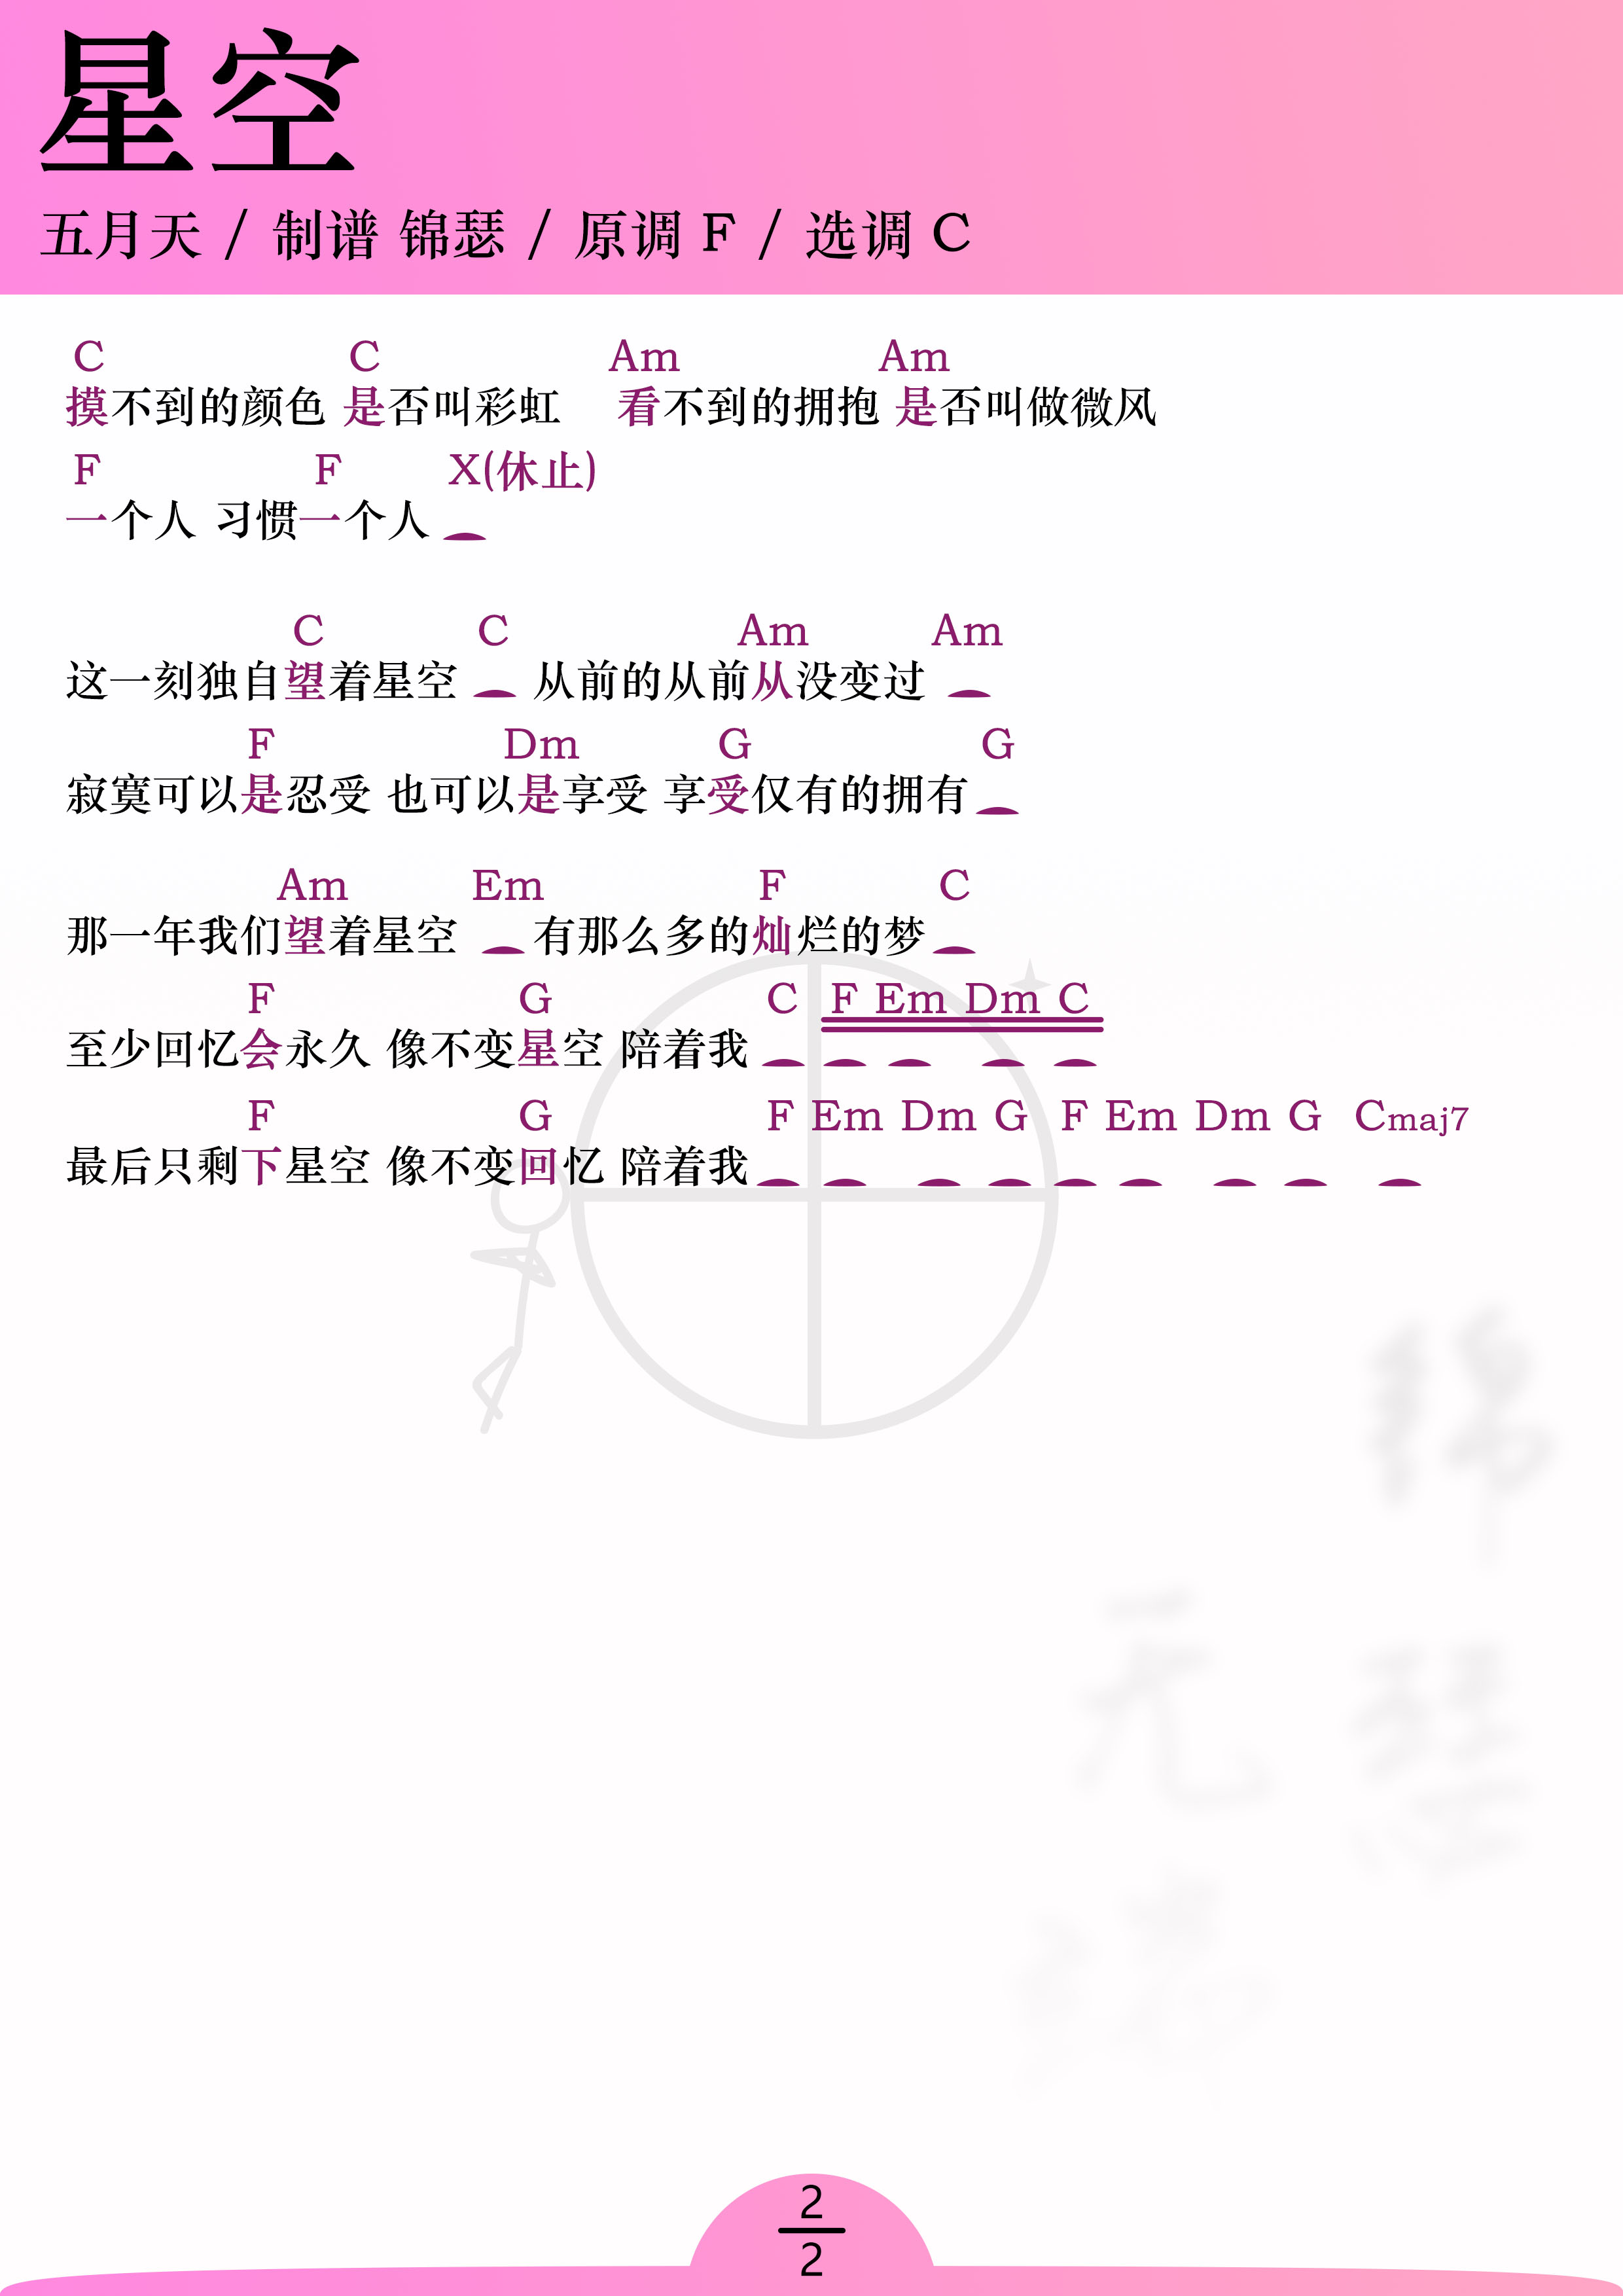 星空
五月天 / 制谱 锦瑟 / 原调 F / 选调 C
C C Am Am
摸不到的颜色 是否叫彩虹 看不到的拥抱 是否叫做微风
F F X(休止)
一个人 习惯一个人
C C Am Am
这一刻独自望着星空 从前的从前从没变过
F Dm G G
寂寞可以是忍受 也可以是享受 享受仅有的拥有
Am Em F C
那一年我们望着星空 有那么多的灿烂的梦
F G C F Em Dm C
至少回忆会永久 像不变星空 陪着我
F G F Em Dm G F Em Dm G Cmaj7
最后只剩下星空 像不变回忆 陪着我
锦瑟
无
2
2